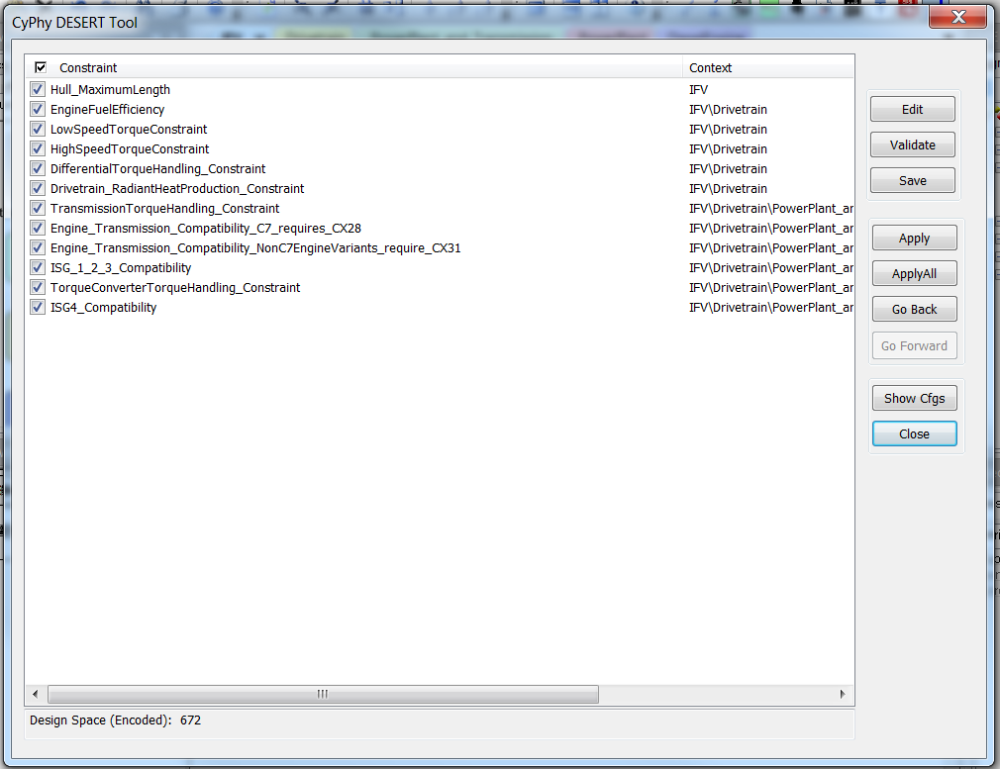 CyPhy DESERT Tool
Constraint Context
Hull_MaximumLength IFV
EngineFuelEfficiency IFV\Drivetrain
LowSpeedTorqueConstraint IFV\Drivetrain
HighSpeedTorqueConstraint IFV\Drivetrain
DifferentialTorqueHandling_Constraint IFV\Drivetrain
Drivetrain_RadiantHeatProduction_Constraint IFV\Drivetrain
TransmissionTorqueHandling_Constraint IFV\Drivetrain\PowerPlant_ar
Engine_Transmission_Compatibility_C7_requires_CX28 IFV\Drivetrain\PowerPlant_ar
Engine_Transmission_Compatibility_NonC7EngineVariants_require_CX31 IFV\Drivetrain\PowerPlant_ar
ISG_1_2_3_Compatibility IFV\Drivetrain\PowerPlant_ar
TorqueConverterTorqueHandling_Constraint IFV\Drivetrain\PowerPlant_ar
ISG4_Compatibility IFV\Drivetrain\PowerPlant_ar
Design Space (Encoded): 672
Edit
Validate
Save
Apply
ApplyAll
Go Back
Go Forward
Show Cfgs
Close